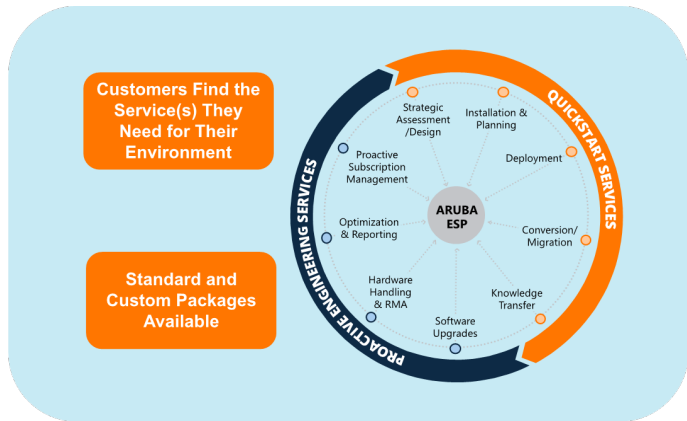 Customers Find the
Service(s) They
Need for Their
Environment
Standard and
Custom Packages
Available
QUICKSTART SERVICES
PROACTIVE ENGINEERING SERVICES
Strategic
Assessment
/Design
Installation &
Planning
Deployment
Conversion/
Migration
Knowledge
Transfer
Software
Upgrades
Hardware
Handling
& RMA
Optimization
& Reporting
Proactive
Subscription
Management
ARUBA
ESP